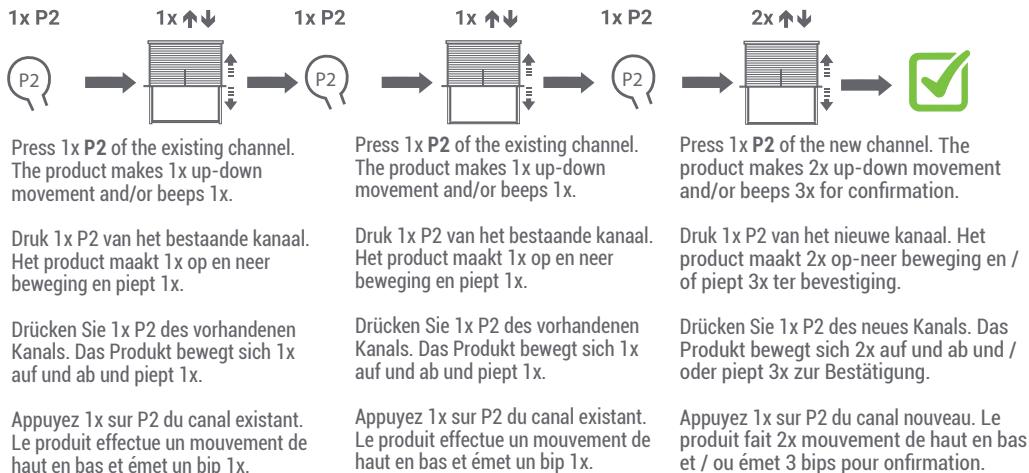 1x P2
1x ↑↓
1x P2
1x ↑↓
1x P2
2x ↑↓
P2
P2
P2
Press 1x P2 of the existing channel.
The product makes 1x up-down
movement and/or beeps 1x.
Druk 1x P2 van het bestaande kanaal.
Het product maakt 1x op en neer
beweging en piept 1x.
Drücken Sie 1x P2 des vorhandenen
Kanals. Das Produkt bewegt sich 1x
auf und ab und piept 1x.
Appuyez 1x sur P2 du canal existant.
Le produit effectue un mouvement de
haut en bas et émet un bip 1x.
Press 1x P2 of the existing channel.
The product makes 1x up-down
movement and/or beeps 1x.
Druk 1x P2 van het bestaande kanaal.
Het product maakt 1x op en neer
beweging en piept 1x.
Drücken Sie 1x P2 des vorhandenen
Kanals. Das Produkt bewegt sich 1x
auf und ab und piept 1x.
Appuyez 1x sur P2 du canal existant.
Le produit effectue un mouvement de
haut en bas et émet un bip 1x.
Press 1x P2 of the new channel. The
product makes 2x up-down movement
and/or beeps 3x for confirmation.
Druk 1x P2 van het nieuwe kanaal. Het
product maakt 2x op-neer beweging en /
of piept 3x ter bevestiging.
Drücken Sie 1x P2 des neues Kanals. Das
Produkt bewegt sich 2x auf und ab und /
oder piept 3x zur Bestätigung.
Appuyez 1x sur P2 du canal nouveau. Le
produit fait 2x mouvement de haut en bas
et / ou émet 3 bips pour onfirmation.